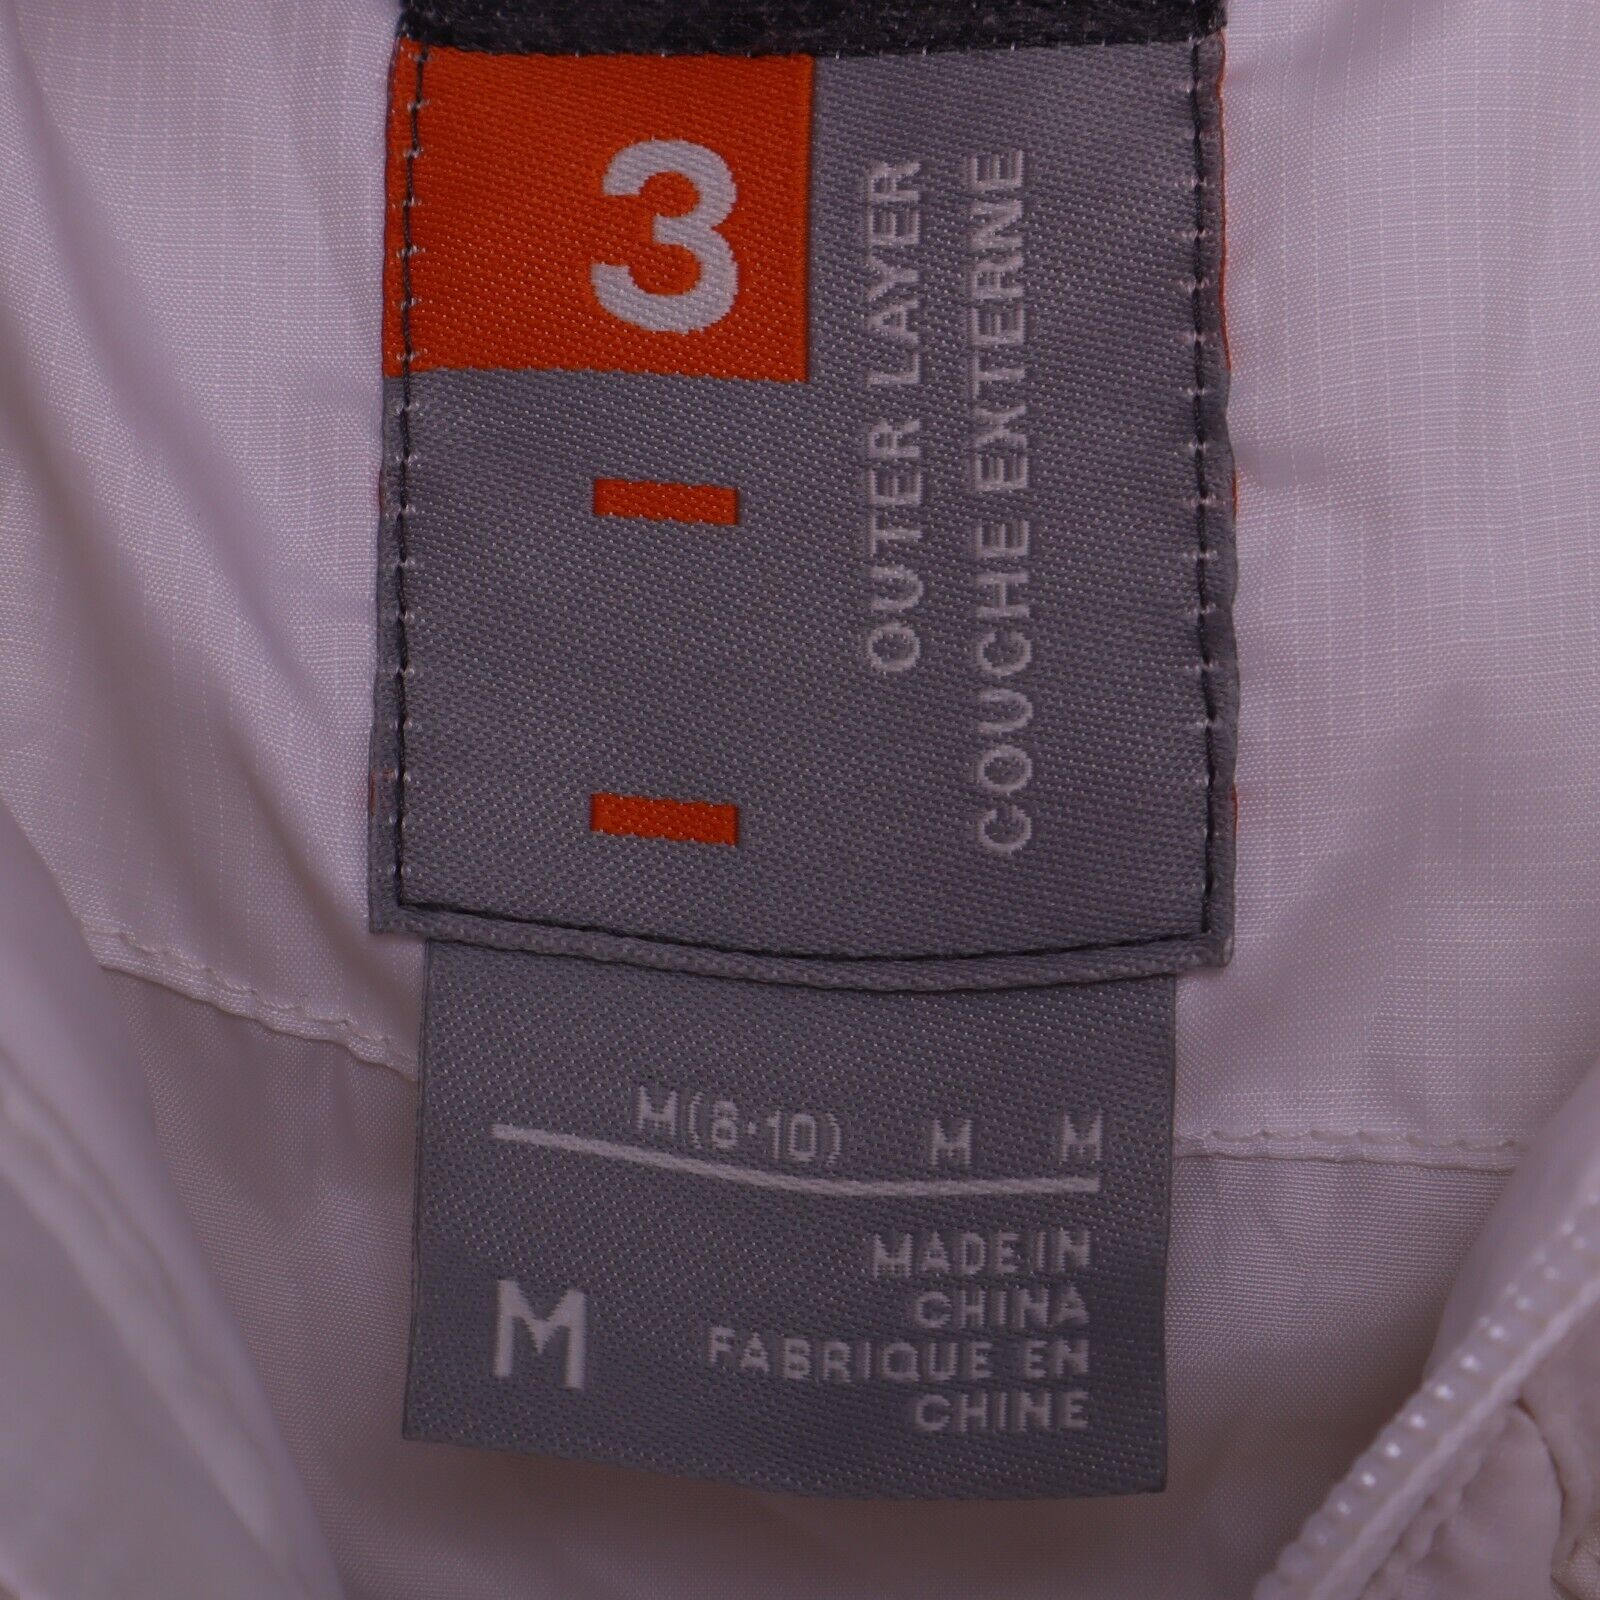 3
OUTER LAYER
COUCHE EXTERNE
M(8·10) M M
M
MADE IN
CHINA
FABRIQUE EN
CHINE